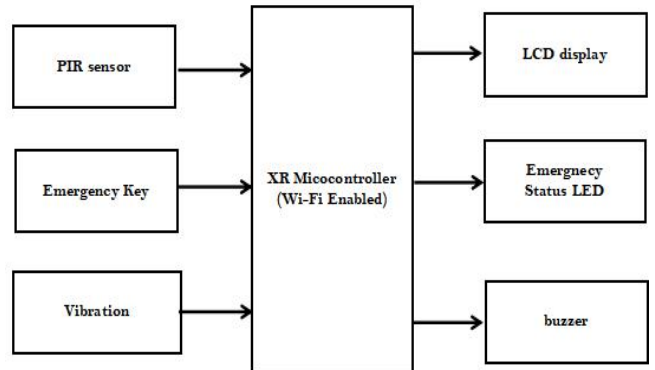 PIR sensor
LCD display
Emergency Key
XR Micocontroller
(Wi-Fi Enabled)
Emergnecy
Status LED
Vibration
buzzer